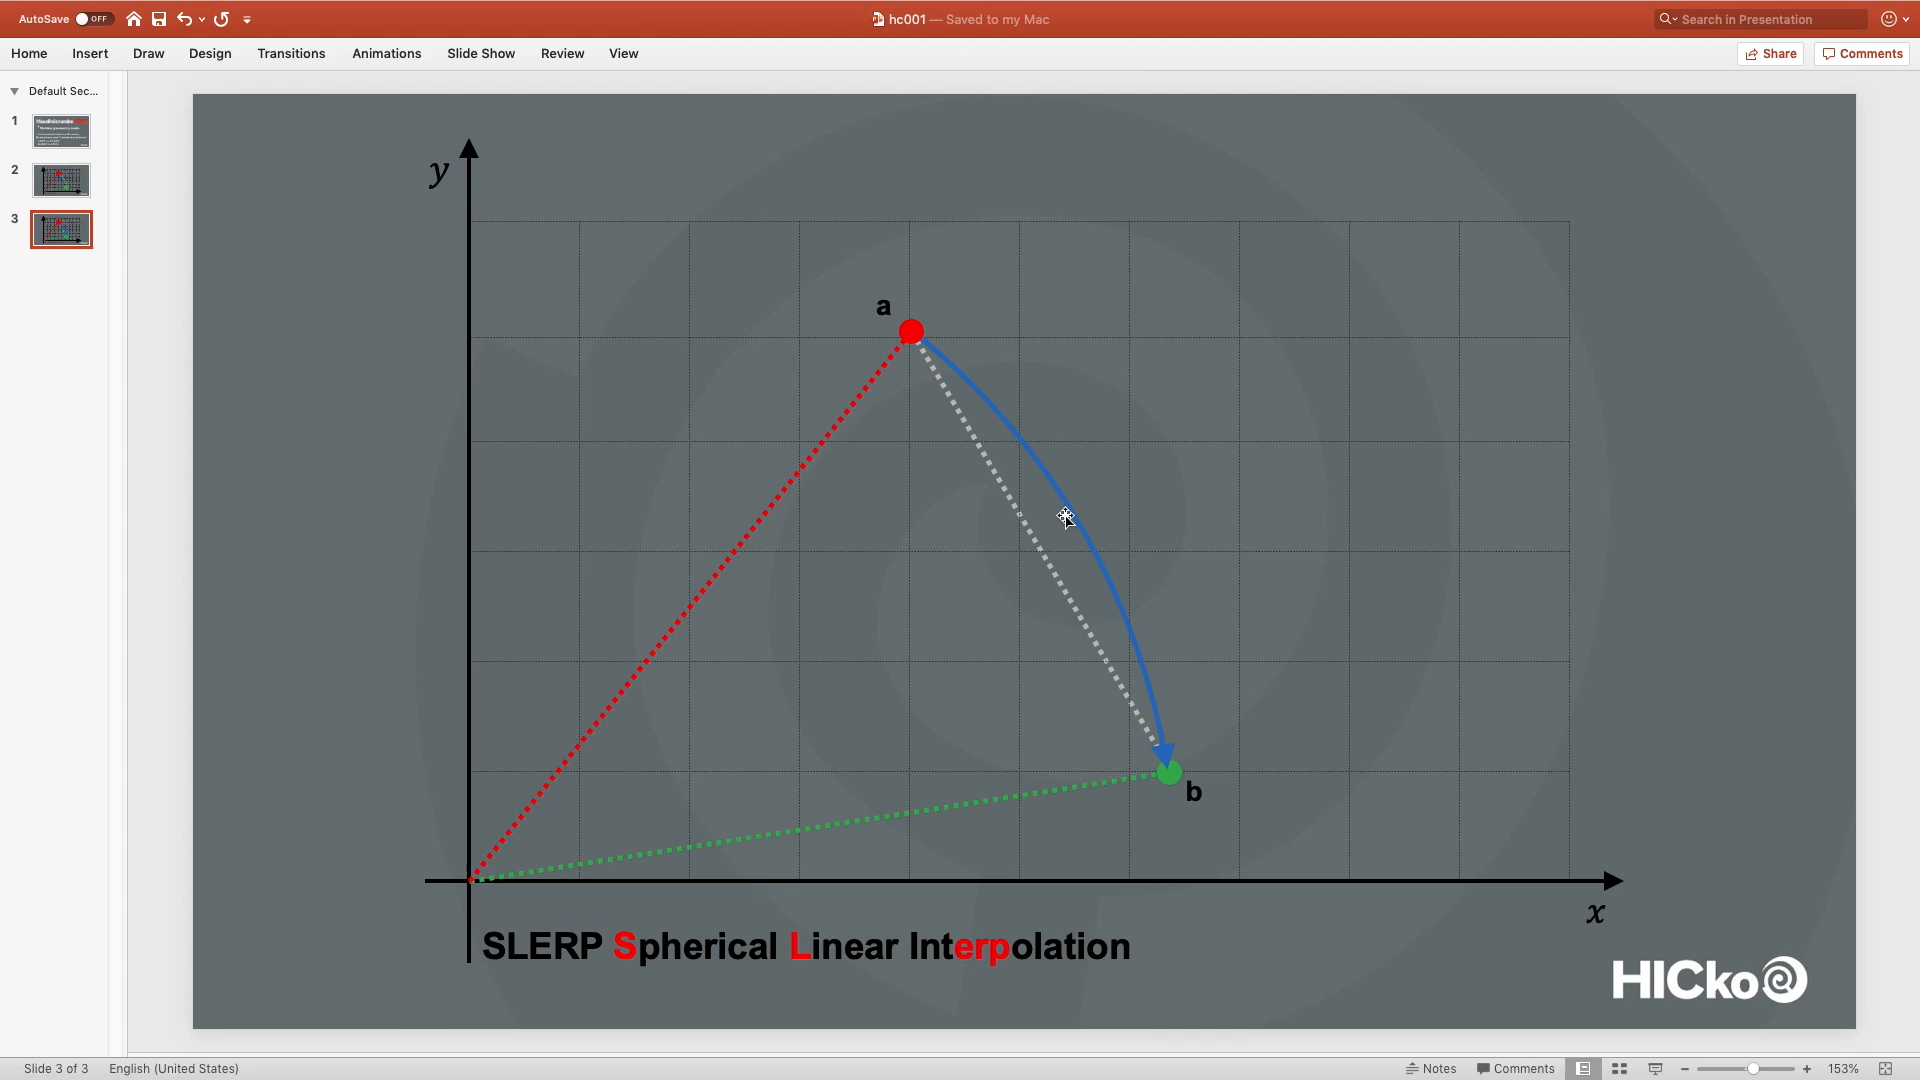 AutoSave OFF
hc001 — Saved to my Mac
Search in Presentation
Home Insert Draw Design Transitions Animations Slide Show Review View
Share Comments
Default Sec...
1
2
3
y
a
b
x
SLERP Spherical Linear Interpolation
HICko
Slide 3 of 3 English (United States)
Notes Comments 153%